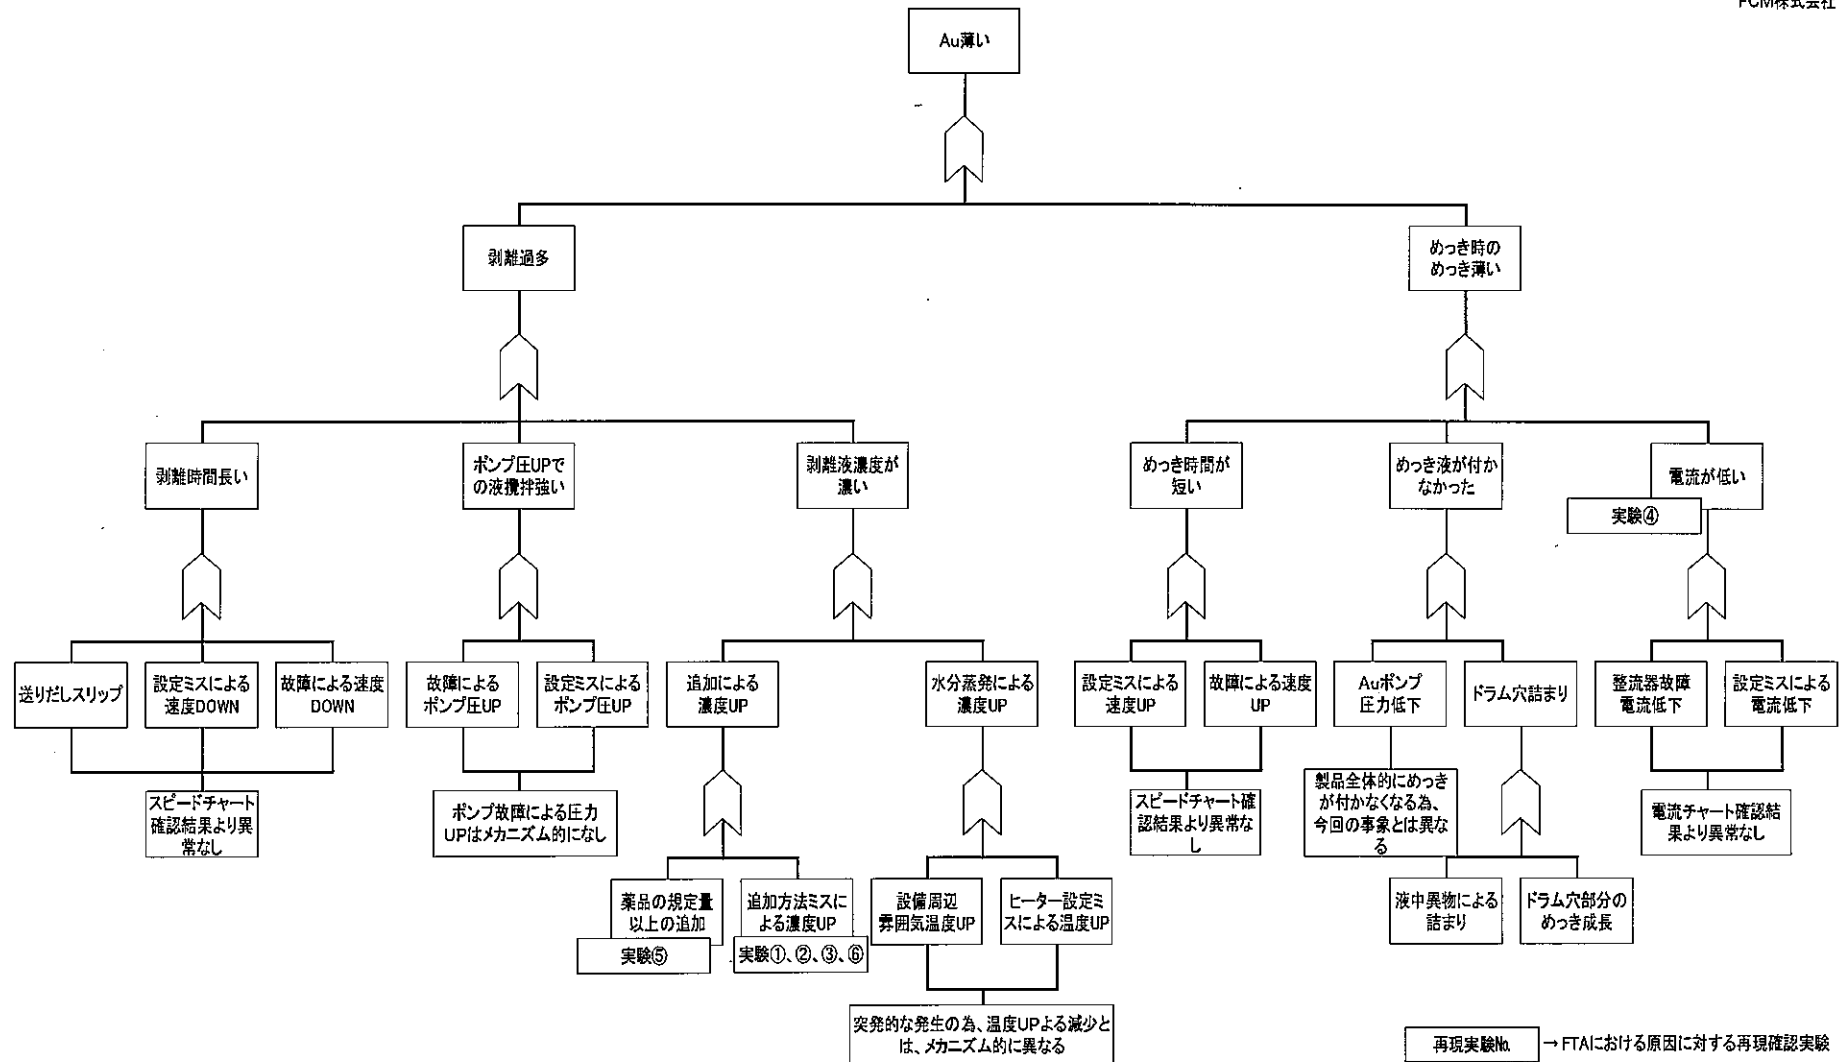 FCM株式会社
Au薄い
剥離過多
めっき時の
めっき薄い
剥離時間長い
ポンプ圧UPで
の液攪拌強い
剥離液濃度が
濃い
めっき時間が
短い
めっき液が付か
なかった
電流が低い
実験④
送りだしスリップ
設定ミスによる
速度DOWN
故障による速度
DOWN
故障による
ポンプ圧UP
設定ミスによる
ポンプ圧UP
追加による
濃度UP
水分蒸発による
濃度UP
設定ミスによる
速度UP
故障による速度
UP
Auポンプ
圧力低下
ドラム穴詰まり
整流器故障
電流低下
設定ミスによる
電流低下
スピードチャート
確認結果より異
常なし
ポンプ故障による圧力
UPはメカニズム的になし
スピードチャート確
認結果より異常な
し
製品全体的にめっき
が付かなくなる為、
今回の事象とは異な
る
電流チャート確認結
果より異常なし
薬品の規定量
以上の追加
実験⑤
追加方法ミスに
よる濃度UP
実験①、②、③、⑥
設備周辺
雰囲気温度UP
ヒーター設定ミ
スによる温度UP
液中異物による
詰まり
ドラム穴部分の
めっき成長
突発的な発生の為、温度UPよる減少と
は、メカニズム的に異なる
再現実験No. → FTAにおける原因に対する再現確認実験